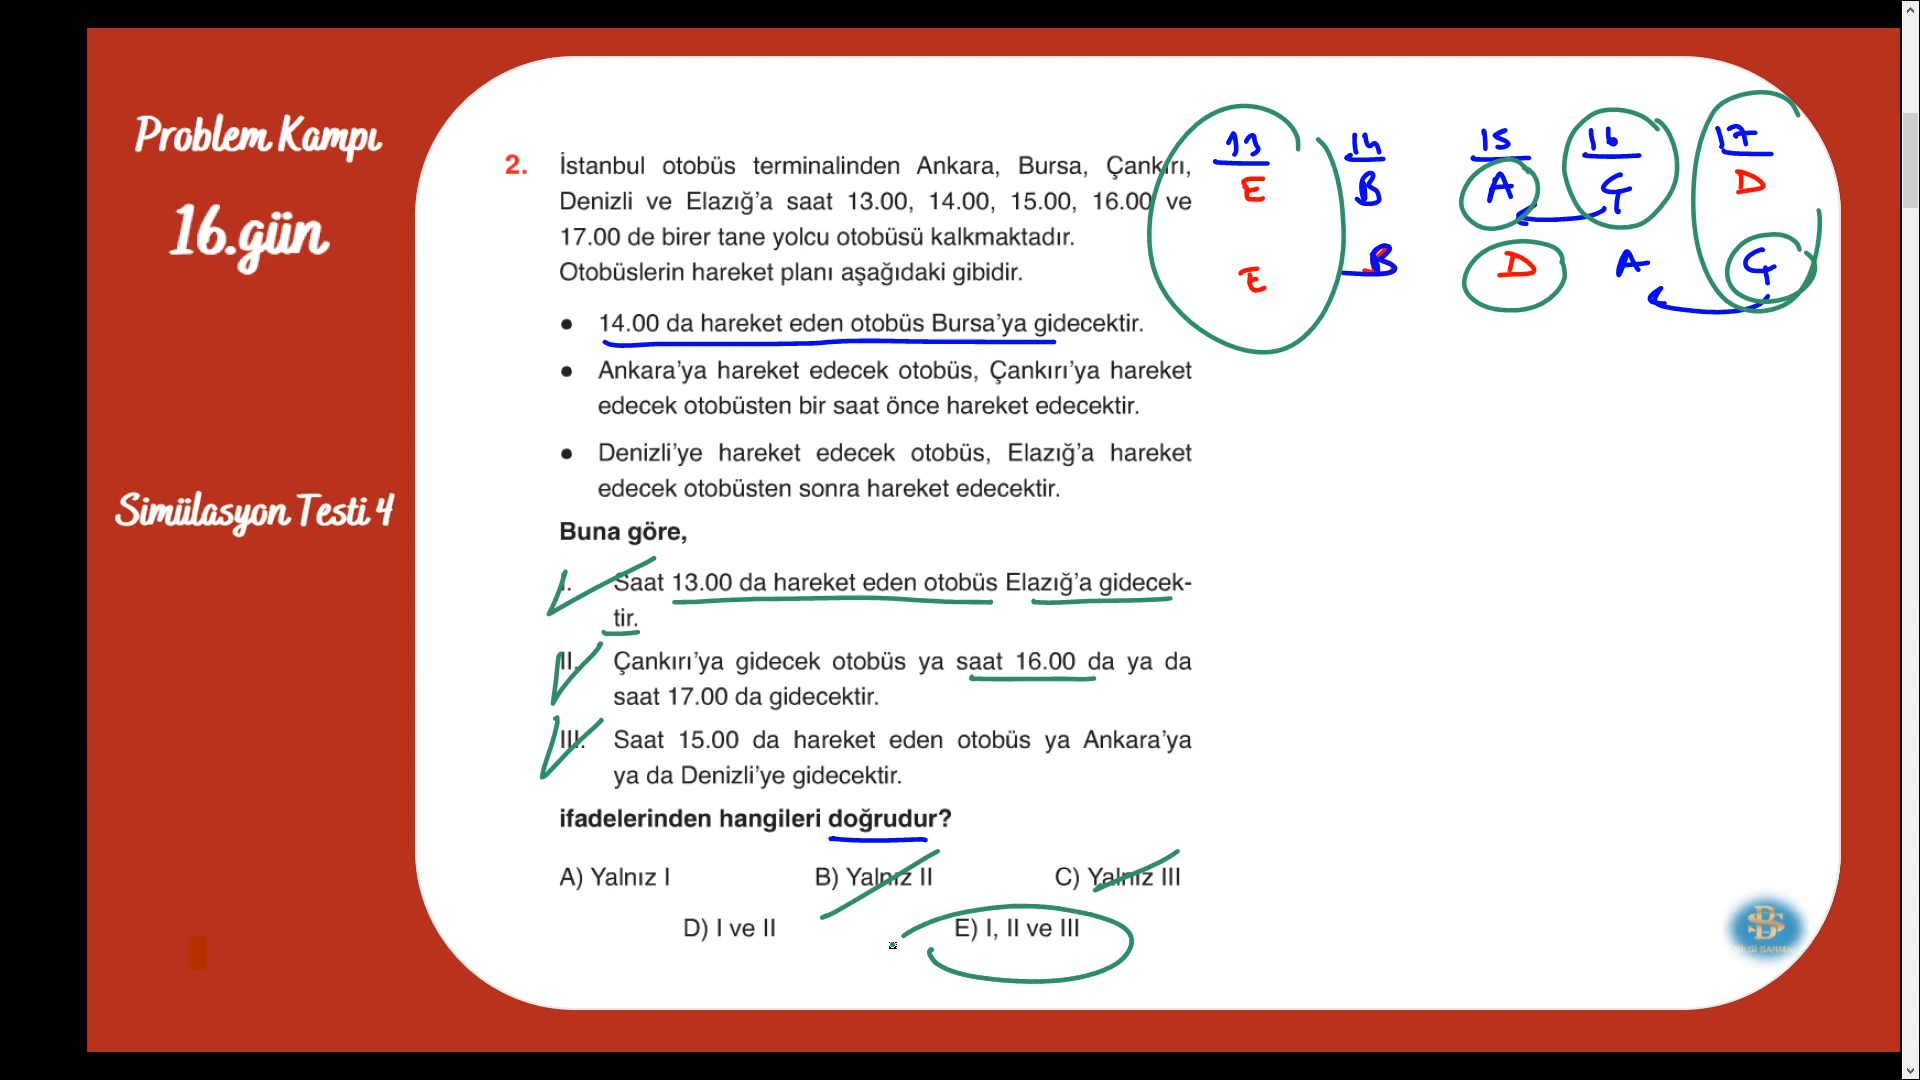 Problem Kampı
16.gün
Simülasyon Testi 4
2. İstanbul otobüs terminalinden Ankara, Bursa, Çankırı,
Denizli ve Elazığ'a saat 13.00, 14.00, 15.00, 16.00 ve
17.00 de birer tane yolcu otobüsü kalkmaktadır.
Otobüslerin hareket planı aşağıdaki gibidir.
• 14.00 da hareket eden otobüs Bursa'ya gidecektir.
• Ankara'ya hareket edecek otobüs, Çankırı'ya hareket
edecek otobüsten bir saat önce hareket edecektir.
• Denizli'ye hareket edecek otobüs, Elazığ'a hareket
edecek otobüsten sonra hareket edecektir.
Buna göre,
I. Saat 13.00 da hareket eden otobüs Elazığ'a gidecek-
tir.
II. Çankırı'ya gidecek otobüs ya saat 16.00 da ya da
saat 17.00 da gidecektir.
III. Saat 15.00 da hareket eden otobüs ya Ankara'ya
ya da Denizli'ye gidecektir.
ifadelerinden hangileri doğrudur?
A) Yalnız I B) Yalnız II C) Yalnız III
D) I ve II E) I, II ve III
13 14 15 16 17
E B A Ç D
E B D A Ç